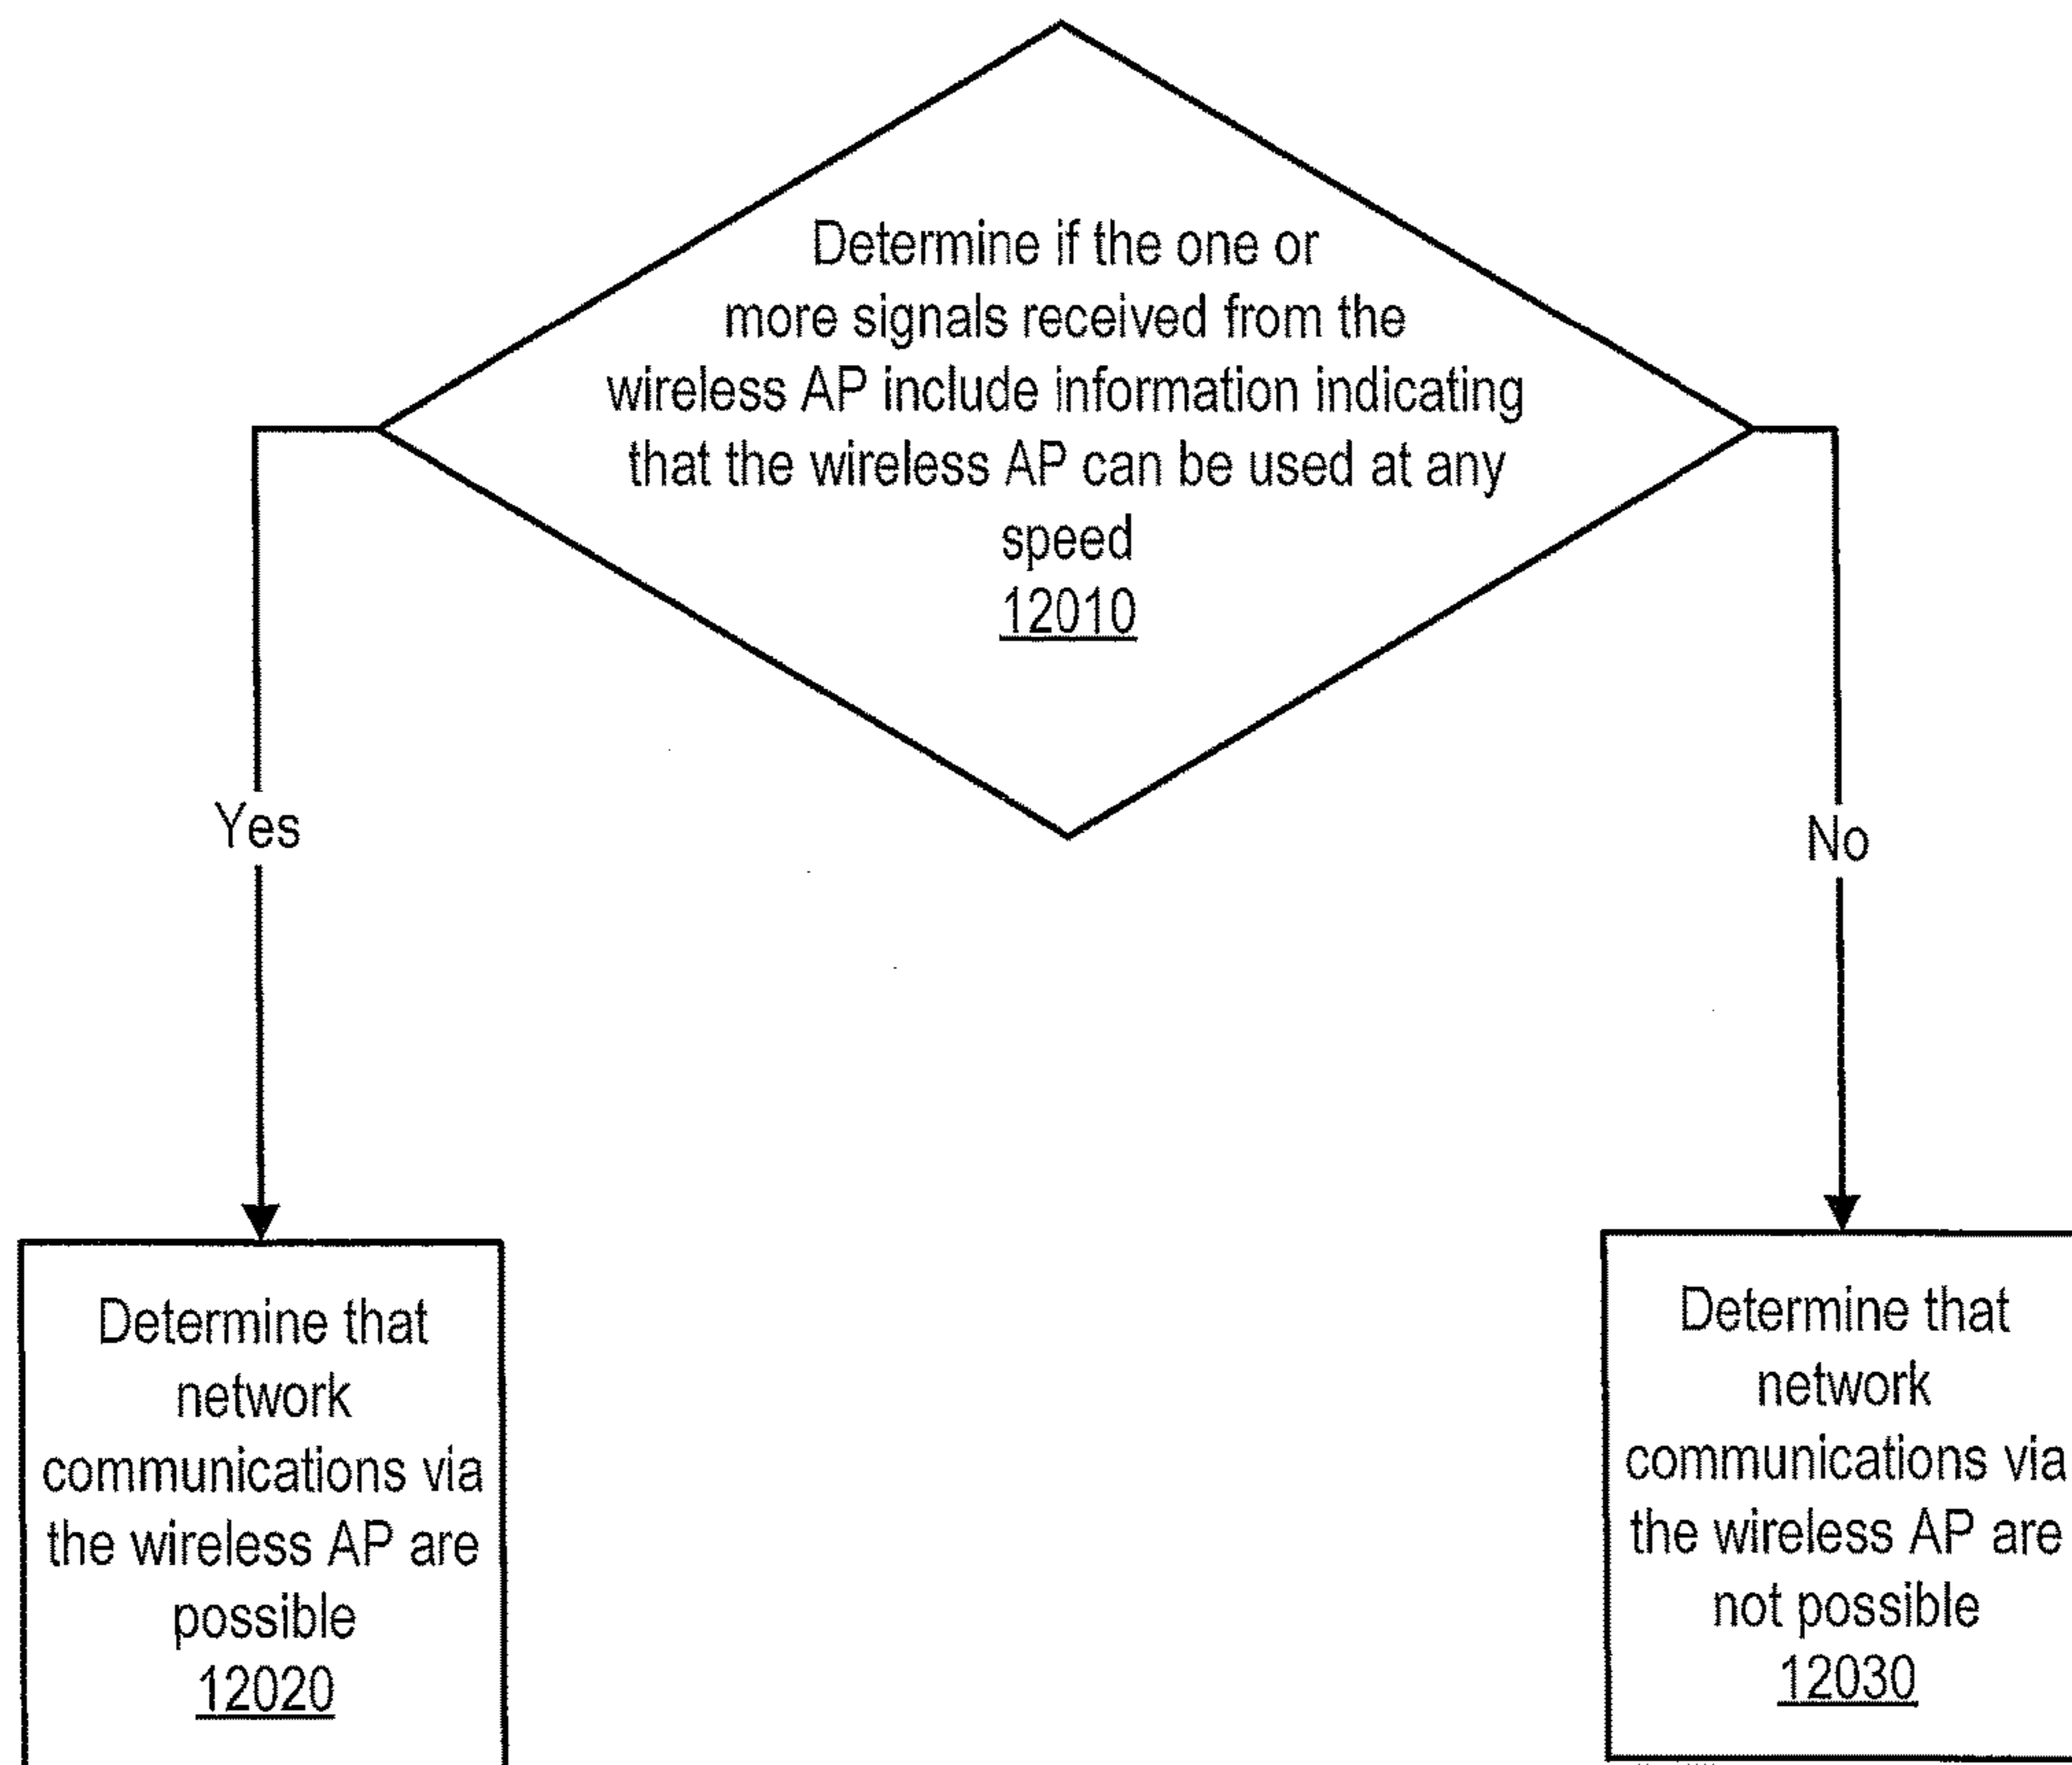 Determine if the one or
more signals received from the
wireless AP include information indicating
that the wireless AP can be used at any
speed
12010
Yes
No
Determine that
network
communications via
the wireless AP are
possible
12020
Determine that
network
communications via
the wireless AP are
not possible
12030